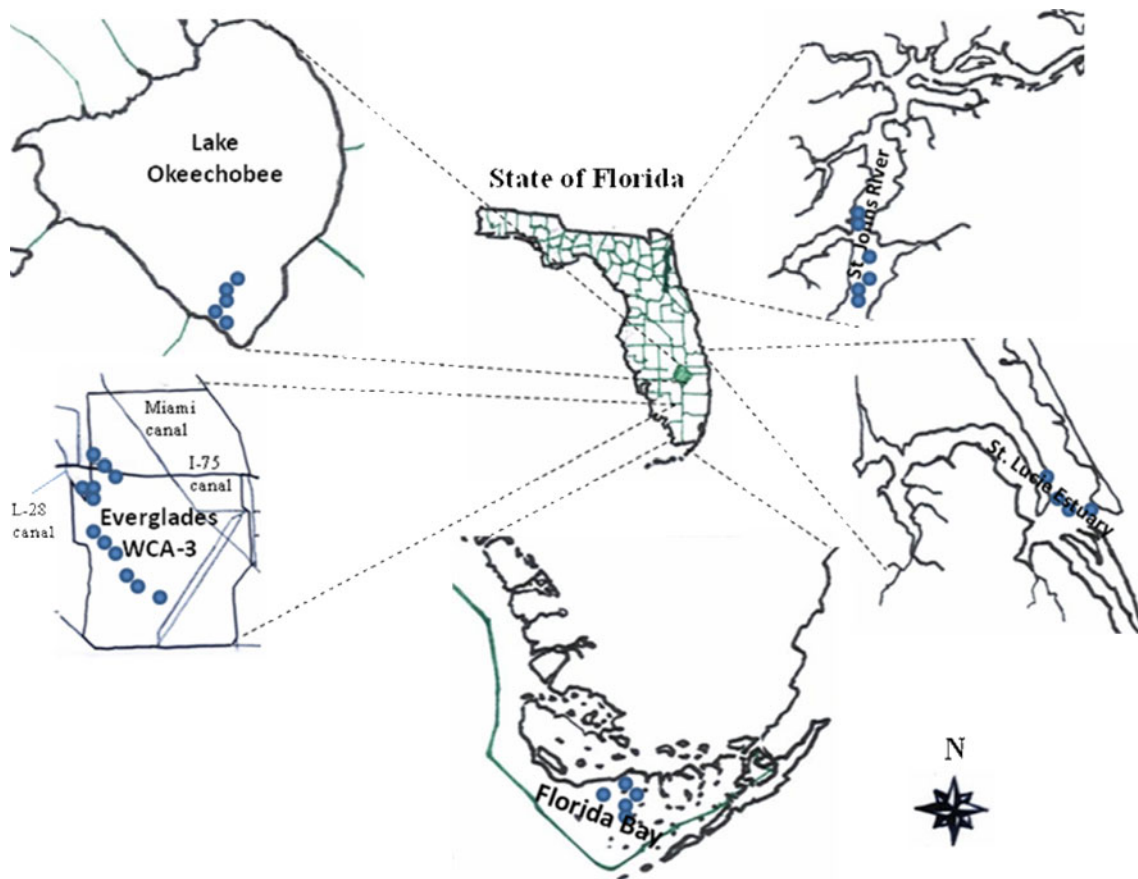 Lake
Okeechobee
State of Florida
St. Johns River
Miami
canal
I-75
canal
L-28
canal
Everglades
WCA-3
St. Lucie Estuary
Florida Bay
N